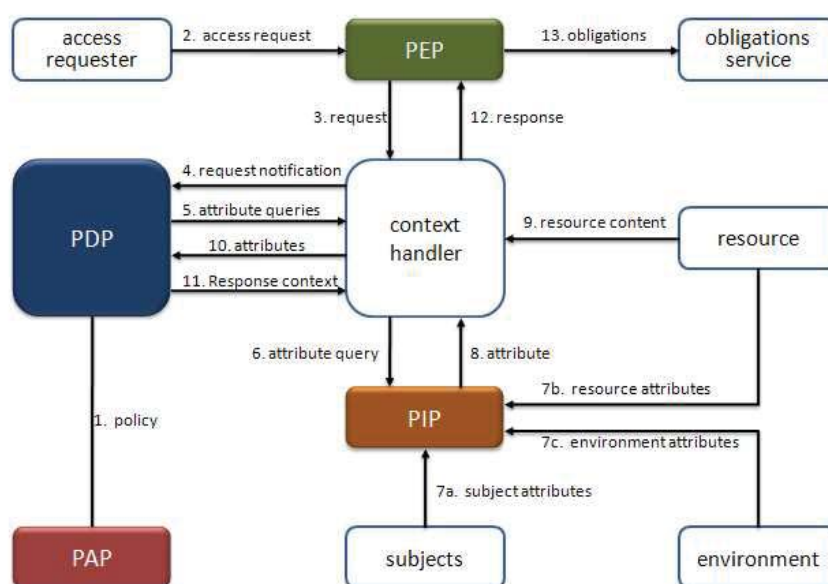 access
requester
2. access request
PEP
13. obligations
obligations
service
3. request
12. response
4. request notification
5. attribute queries
10. attributes
11. Response context
PDP
context
handler
9. resource content
resource
6. attribute query
8. attribute
7b. resource attributes
1. policy
PIP
7c. environment attributes
7a. subject attributes
PAP
subjects
environment